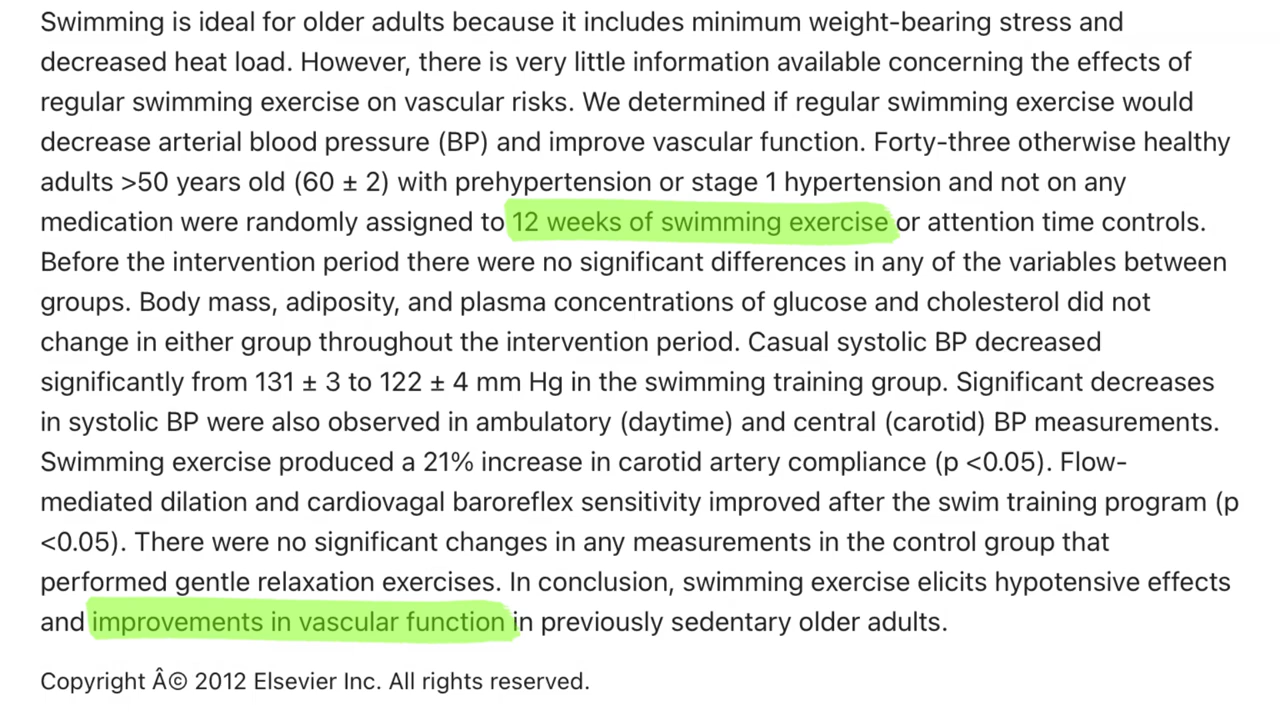 Swimming is ideal for older adults because it includes minimum weight-bearing stress and
decreased heat load. However, there is very little information available concerning the effects of
regular swimming exercise on vascular risks. We determined if regular swimming exercise would
decrease arterial blood pressure (BP) and improve vascular function. Forty-three otherwise healthy
adults >50 years old (60 ± 2) with prehypertension or stage 1 hypertension and not on any
medication were randomly assigned to 12 weeks of swimming exercise or attention time controls.
Before the intervention period there were no significant differences in any of the variables between
groups. Body mass, adiposity, and plasma concentrations of glucose and cholesterol did not
change in either group throughout the intervention period. Casual systolic BP decreased
significantly from 131 ± 3 to 122 ± 4 mm Hg in the swimming training group. Significant decreases
in systolic BP were also observed in ambulatory (daytime) and central (carotid) BP measurements.
Swimming exercise produced a 21% increase in carotid artery compliance (p <0.05). Flow-
mediated dilation and cardiovagal baroreflex sensitivity improved after the swim training program (p
<0.05). There were no significant changes in any measurements in the control group that
performed gentle relaxation exercises. In conclusion, swimming exercise elicits hypotensive effects
and improvements in vascular function in previously sedentary older adults.
Copyright Â© 2012 Elsevier Inc. All rights reserved.